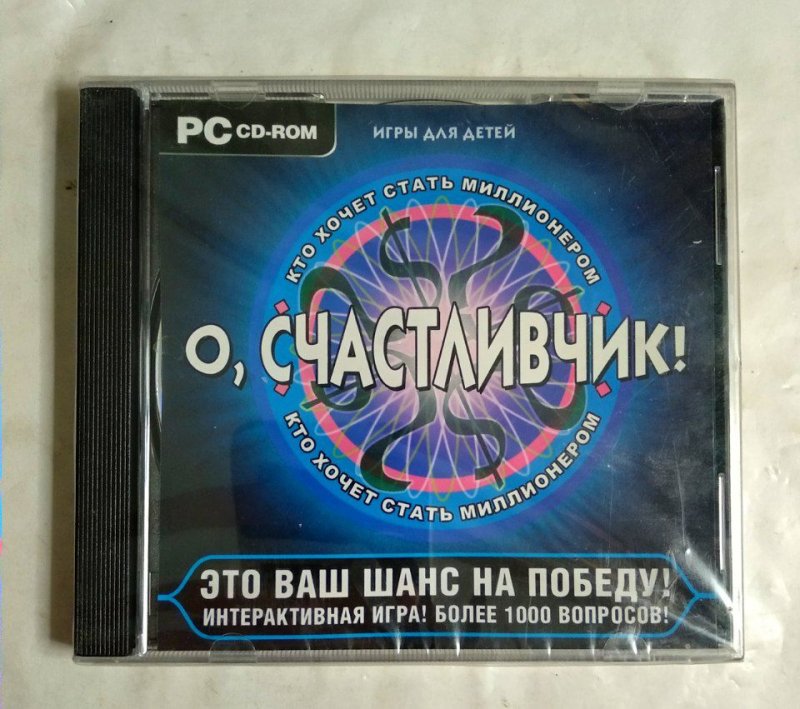 PC CD-ROM
ИГРЫ ДЛЯ ДЕТЕЙ
КТО ХОЧЕТ СТАТЬ МИЛЛИОНЕРОМ
О, СЧАСТЛИВЧИК!
КТО ХОЧЕТ СТАТЬ МИЛЛИОНЕРОМ
ЭТО ВАШ ШАНС НА ПОБЕДУ!
ИНТЕРАКТИВНАЯ ИГРА! БОЛЕЕ 1000 ВОПРОСОВ!